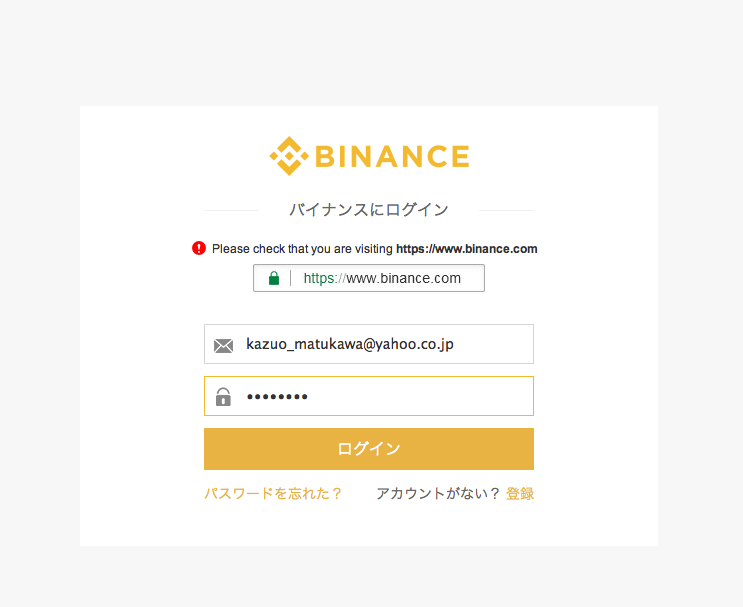 BINANCE
バイナンスにログイン
Please check that you are visiting https://www.binance.com
https://www.binance.com
kazuo_matukawa@yahoo.co.jp
••••••••
ログイン
パスワードを忘れた？ アカウントがない？ 登録